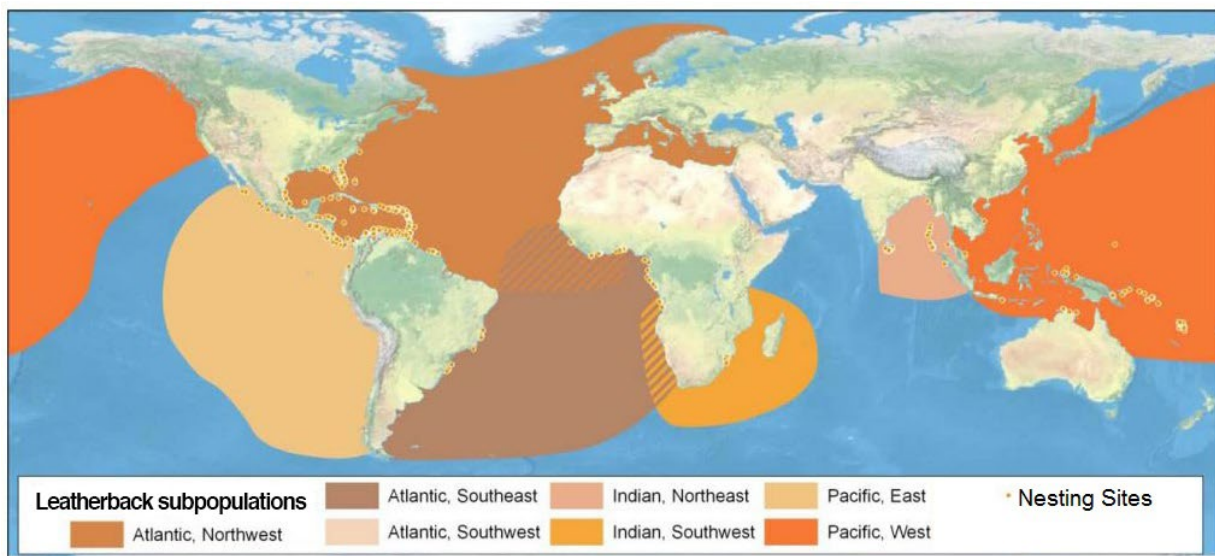 Leatherback subpopulations
Atlantic, Northwest
Atlantic, Southeast
Atlantic, Southwest
Indian, Northeast
Indian, Southwest
Pacific, East
Pacific, West
Nesting Sites